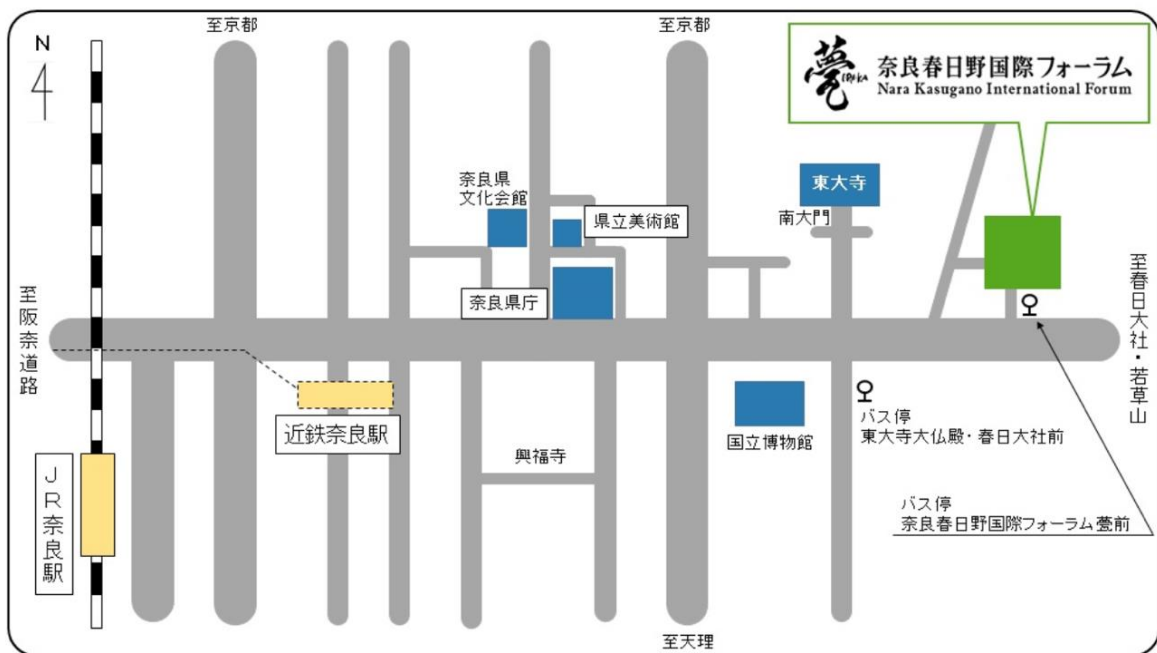 至京都
至京都
N
甍
IRAKA
奈良春日野国際フォーラム
Nara Kasugano International Forum
奈良県
文化会館
県立美術館
東大寺
南大門
奈良県庁
至阪奈道路
至春日大社・若草山
近鉄奈良駅
国立博物館
バス停
東大寺大仏殿・春日大社前
興福寺
JR奈良駅
バス停
奈良春日野国際フォーラム甍前
至天理